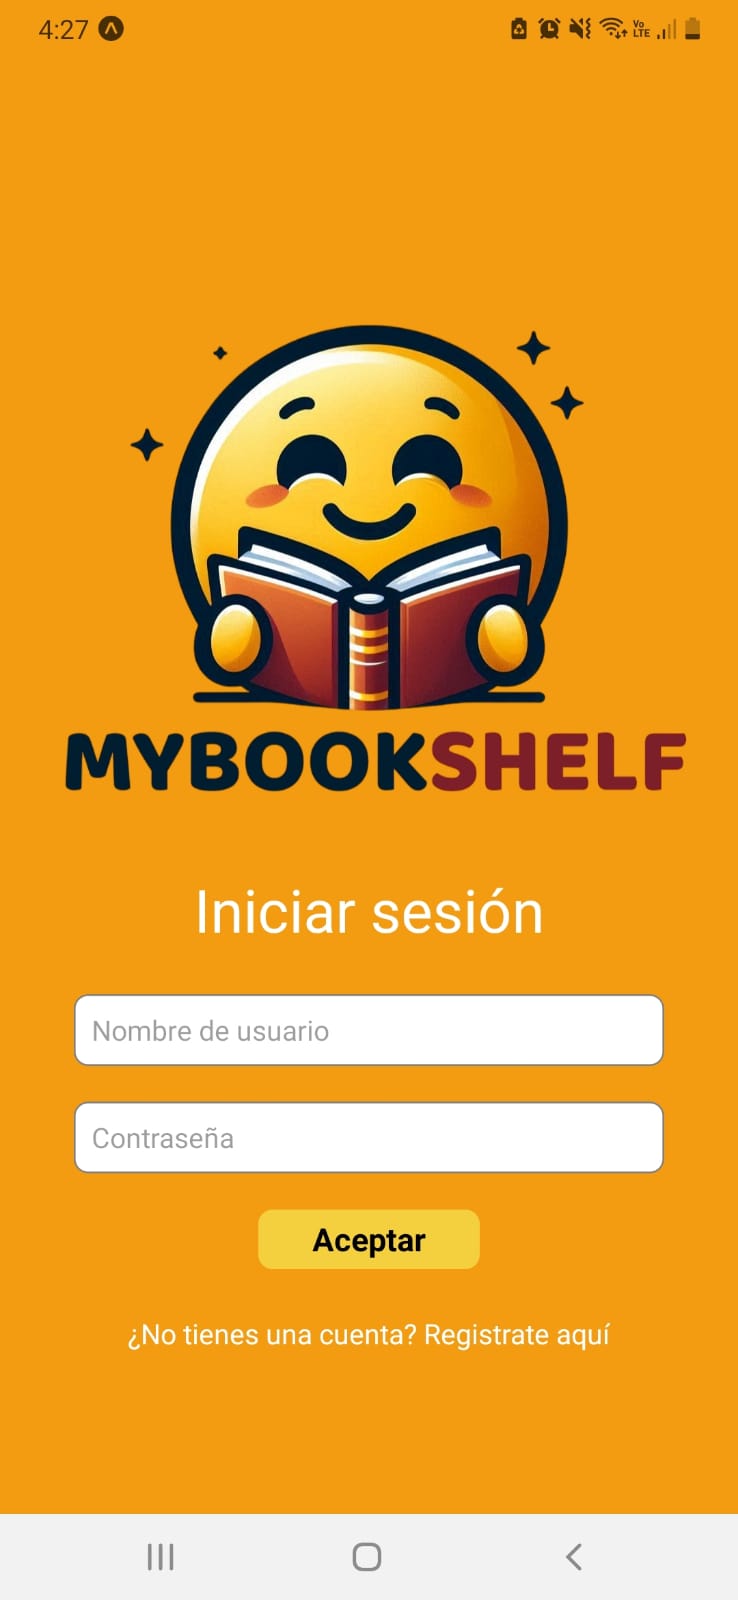 4:27
Vo
LTE
MYBOOKSHELF
Iniciar sesión
Nombre de usuario
Contraseña
Aceptar
¿No tienes una cuenta? Registrate aquí